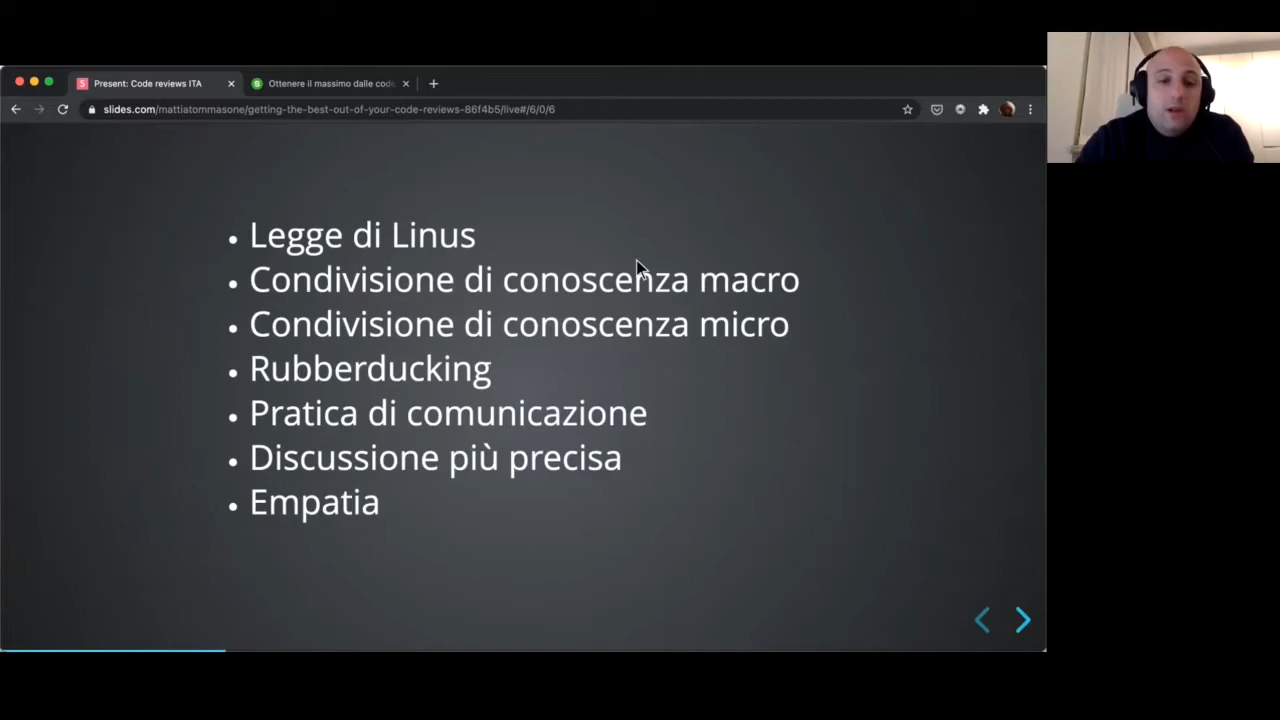 Present: Code reviews ITA
Ottenere il massimo dalle code
slides.com/mattiatommasone/getting-the-best-out-of-your-code-reviews-86f4b5/live#/6/0/6
• Legge di Linus
• Condivisione di conoscenza macro
• Condivisione di conoscenza micro
• Rubberducking
• Pratica di comunicazione
• Discussione più precisa
• Empatia